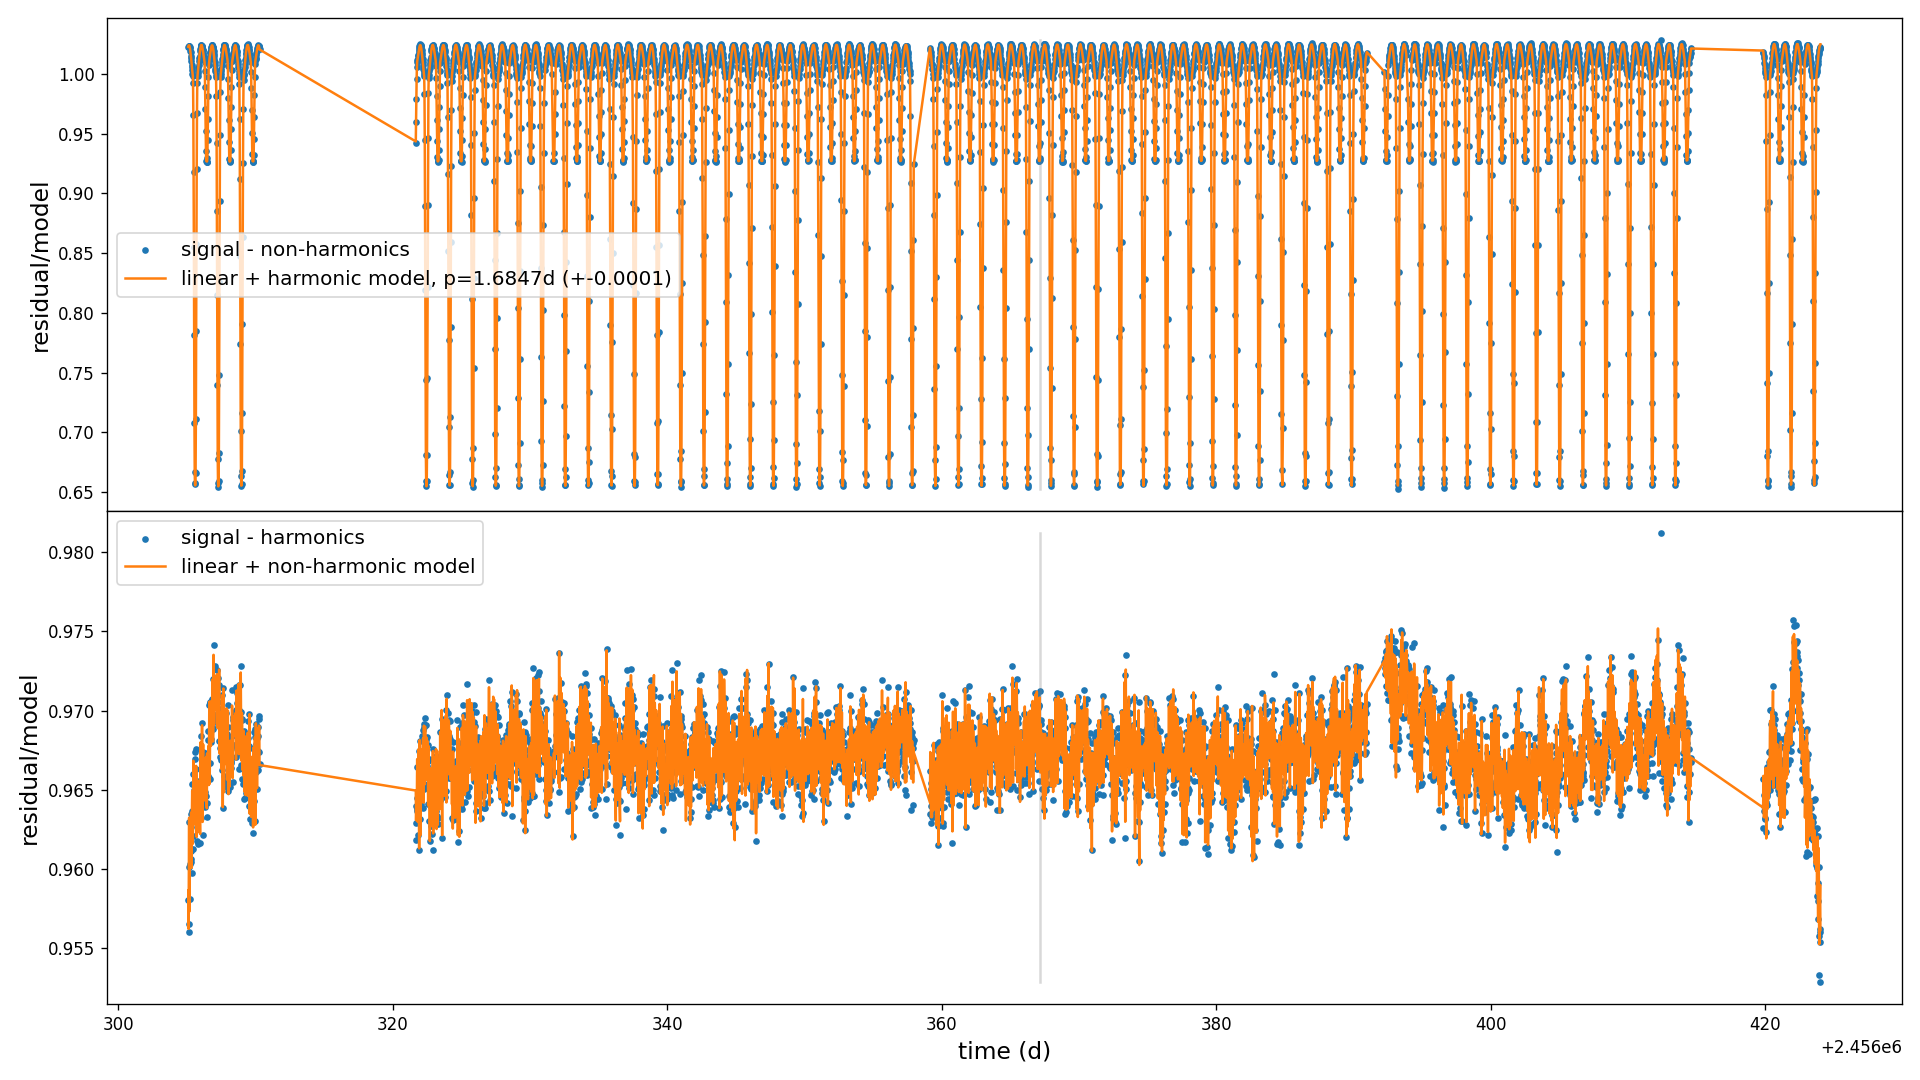 1.00
0.95
0.90
0.85
0.80
0.75
0.70
0.65
residual/model
signal - non-harmonics
linear + harmonic model, p=1.6847d (+-0.0001)
0.980
0.975
0.970
0.965
0.960
0.955
residual/model
signal - harmonics
linear + non-harmonic model
300
320
340
360
380
400
420
time (d)
+2.456e6